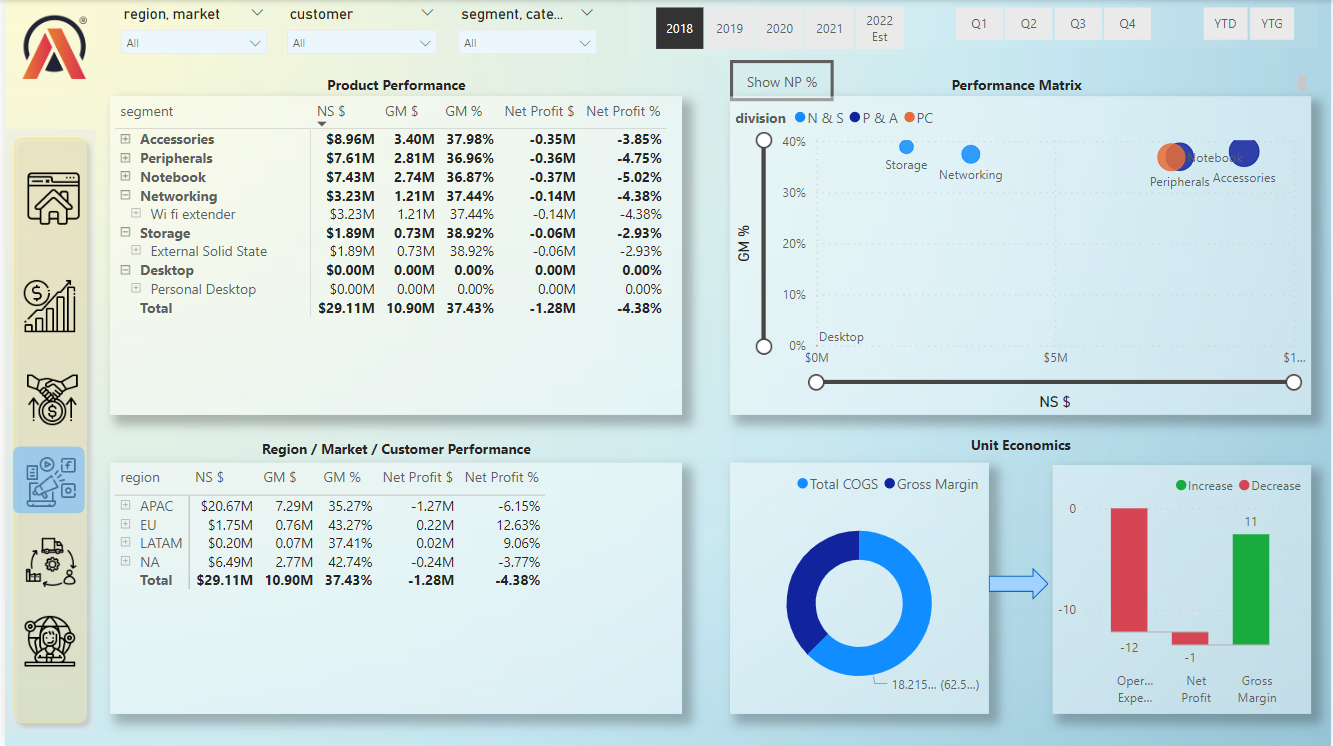 region, market customer segment, cate...
All All All
2018 2019 2020 2021 2022 Est
Q1 Q2 Q3 Q4
YTD YTG
Product Performance
segment NS $ GM $ GM % Net Profit $ Net Profit %
Accessories $8.96M 3.40M 37.98% -0.35M -3.85%
Peripherals $7.61M 2.81M 36.96% -0.36M -4.75%
Notebook $7.43M 2.74M 36.87% -0.37M -5.02%
Networking $3.23M 1.21M 37.44% -0.14M -4.38%
Wi fi extender $3.23M 1.21M 37.44% -0.14M -4.38%
Storage $1.89M 0.73M 38.92% -0.06M -2.93%
External Solid State $1.89M 0.73M 38.92% -0.06M -2.93%
Desktop $0.00M 0.00M 0.00% 0.00M 0.00%
Personal Desktop $0.00M 0.00M 0.00% 0.00M 0.00%
Total $29.11M 10.90M 37.43% -1.28M -4.38%
Show NP %
Performance Matrix
division N & S P & A PC
40%
30%
20%
10%
0%
GM %
Storage
Networking
Notebook
Peripherals
Accessories
Desktop
$0M $5M $1...
NS $
Region / Market / Customer Performance
region NS $ GM $ GM % Net Profit $ Net Profit %
APAC $20.67M 7.29M 35.27% -1.27M -6.15%
EU $1.75M 0.76M 43.27% 0.22M 12.63%
LATAM $0.20M 0.07M 37.41% 0.02M 9.06%
NA $6.49M 2.77M 42.74% -0.24M -3.77%
Total $29.11M 10.90M 37.43% -1.28M -4.38%
Unit Economics
Total COGS Gross Margin
18.215... (62.5...)
Increase Decrease
0
-10
11
-12
-1
Oper... Expe...
Net Profit
Gross Margin